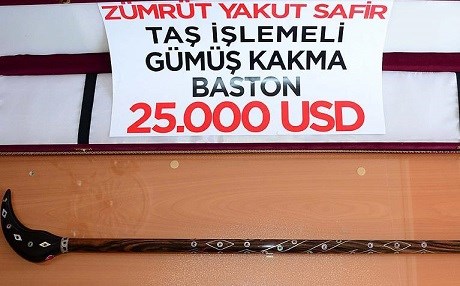 ZÜMRÜT YAKUT SAFİR
TAŞ İŞLEMELİ
GÜMÜŞ KAKMA
BASTON
25.000 USD